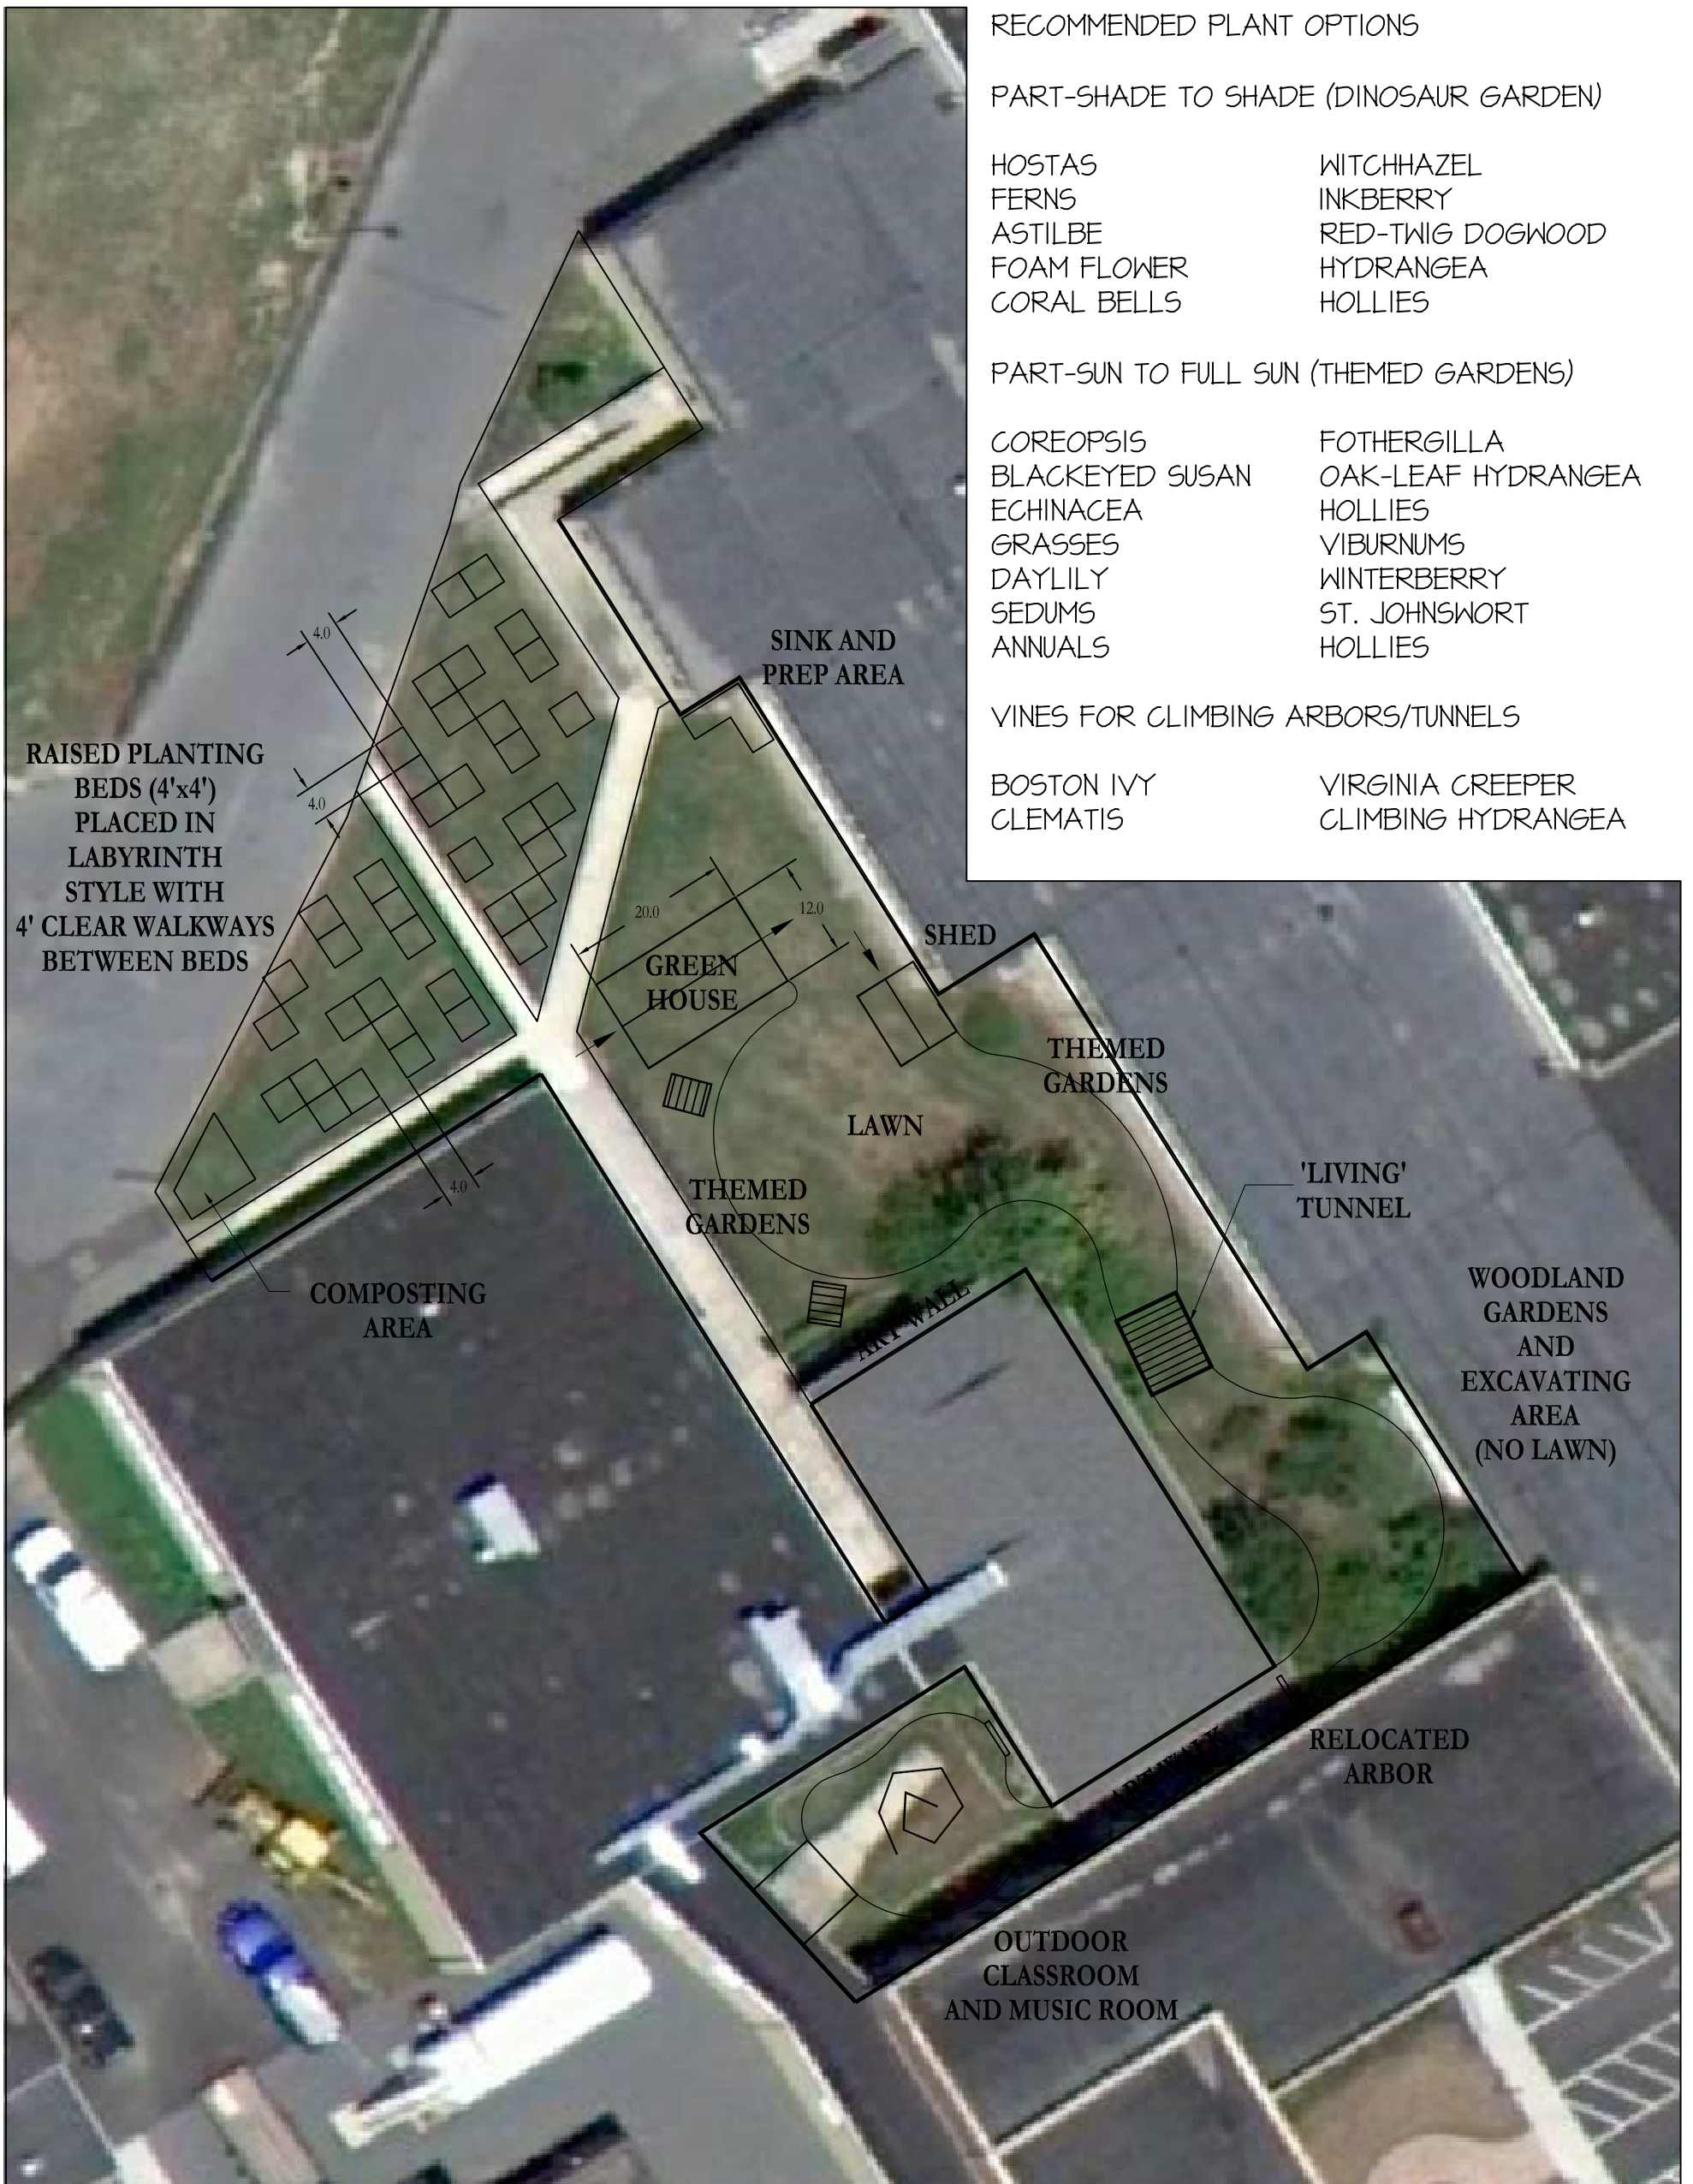 RECOMMENDED PLANT OPTIONS
PART-SHADE TO SHADE (DINOSAUR GARDEN)
HOSTAS WITCHHAZEL
FERNS INKBERRY
ASTILBE RED-TWIG DOGWOOD
FOAM FLOWER HYDRANGEA
CORAL BELLS HOLLIES
PART-SUN TO FULL SUN (THEMED GARDENS)
COREOPSIS FOTHERGILLA
BLACKEYED SUSAN OAK-LEAF HYDRANGEA
ECHINACEA HOLLIES
GRASSES VIBURNUMS
DAYLILY WINTERBERRY
SEDUMS ST. JOHNSWORT
ANNUALS HOLLIES
VINES FOR CLIMBING ARBORS/TUNNELS
BOSTON IVY VIRGINIA CREEPER
CLEMATIS CLIMBING HYDRANGEA
4.0
SINK AND
PREP AREA
RAISED PLANTING
BEDS (4'x4')
PLACED IN
LABYRINTH
STYLE WITH
4' CLEAR WALKWAYS
BETWEEN BEDS
4.0
20.0
12.0
GREEN
HOUSE
SHED
THEMED
GARDENS
LAWN
THEMED
GARDENS
4.0
'LIVING'
TUNNEL
COMPOSTING
AREA
ART WALL
WOODLAND
GARDENS
AND
EXCAVATING
AREA
(NO LAWN)
RELOCATED
ARBOR
ART WALK
OUTDOOR
CLASSROOM
AND MUSIC ROOM